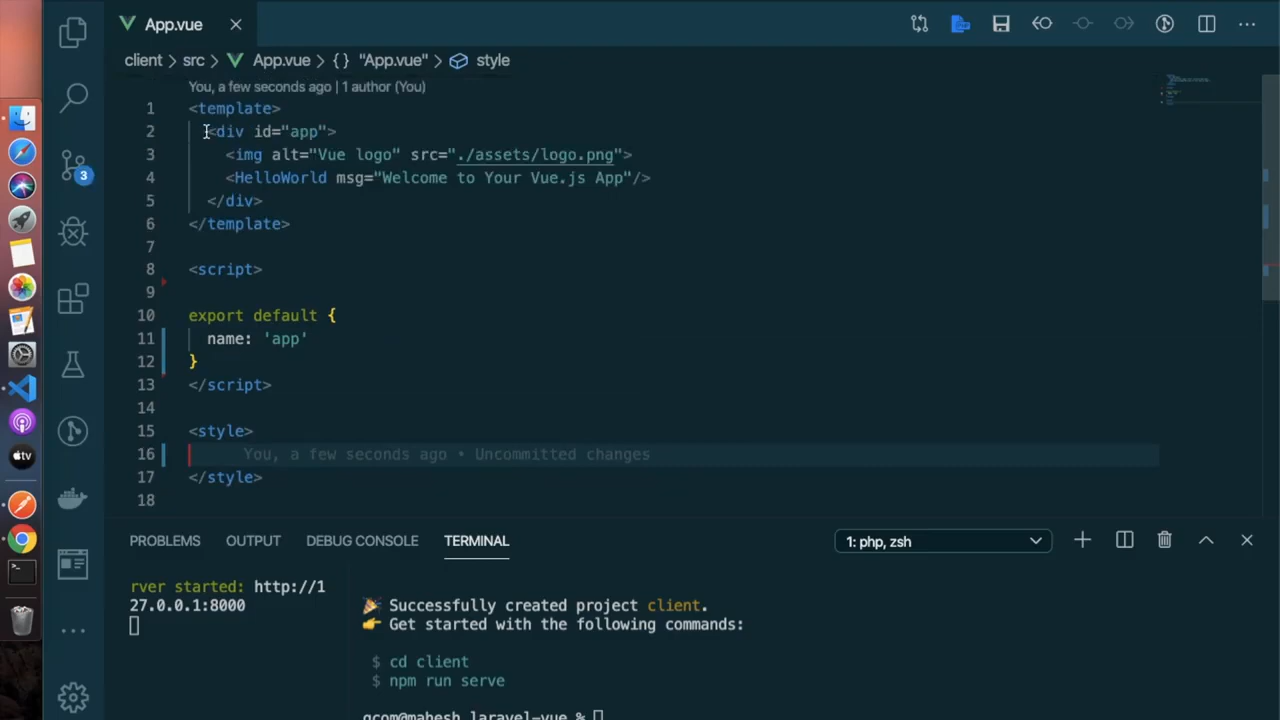 App.vue
client > src > App.vue > {} "App.vue" > style
You, a few seconds ago | 1 author (You)
1 <template>
2 <div id="app">
3 <img alt="Vue logo" src="./assets/logo.png">
4 <HelloWorld msg="Welcome to Your Vue.js App"/>
5 </div>
6 </template>
7
8 <script>
9
10 export default {
11 name: 'app'
12 }
13 </script>
14
15 <style>
16 You, a few seconds ago • Uncommitted changes
17 </style>
18
3
tv
PROBLEMS OUTPUT DEBUG CONSOLE TERMINAL 1: php, zsh
rver started: http://1
27.0.0.1:8000
🎉 Successfully created project client.
👉 Get started with the following commands:
$ cd client
$ npm run serve
qcom@mahesh laravel-vue %